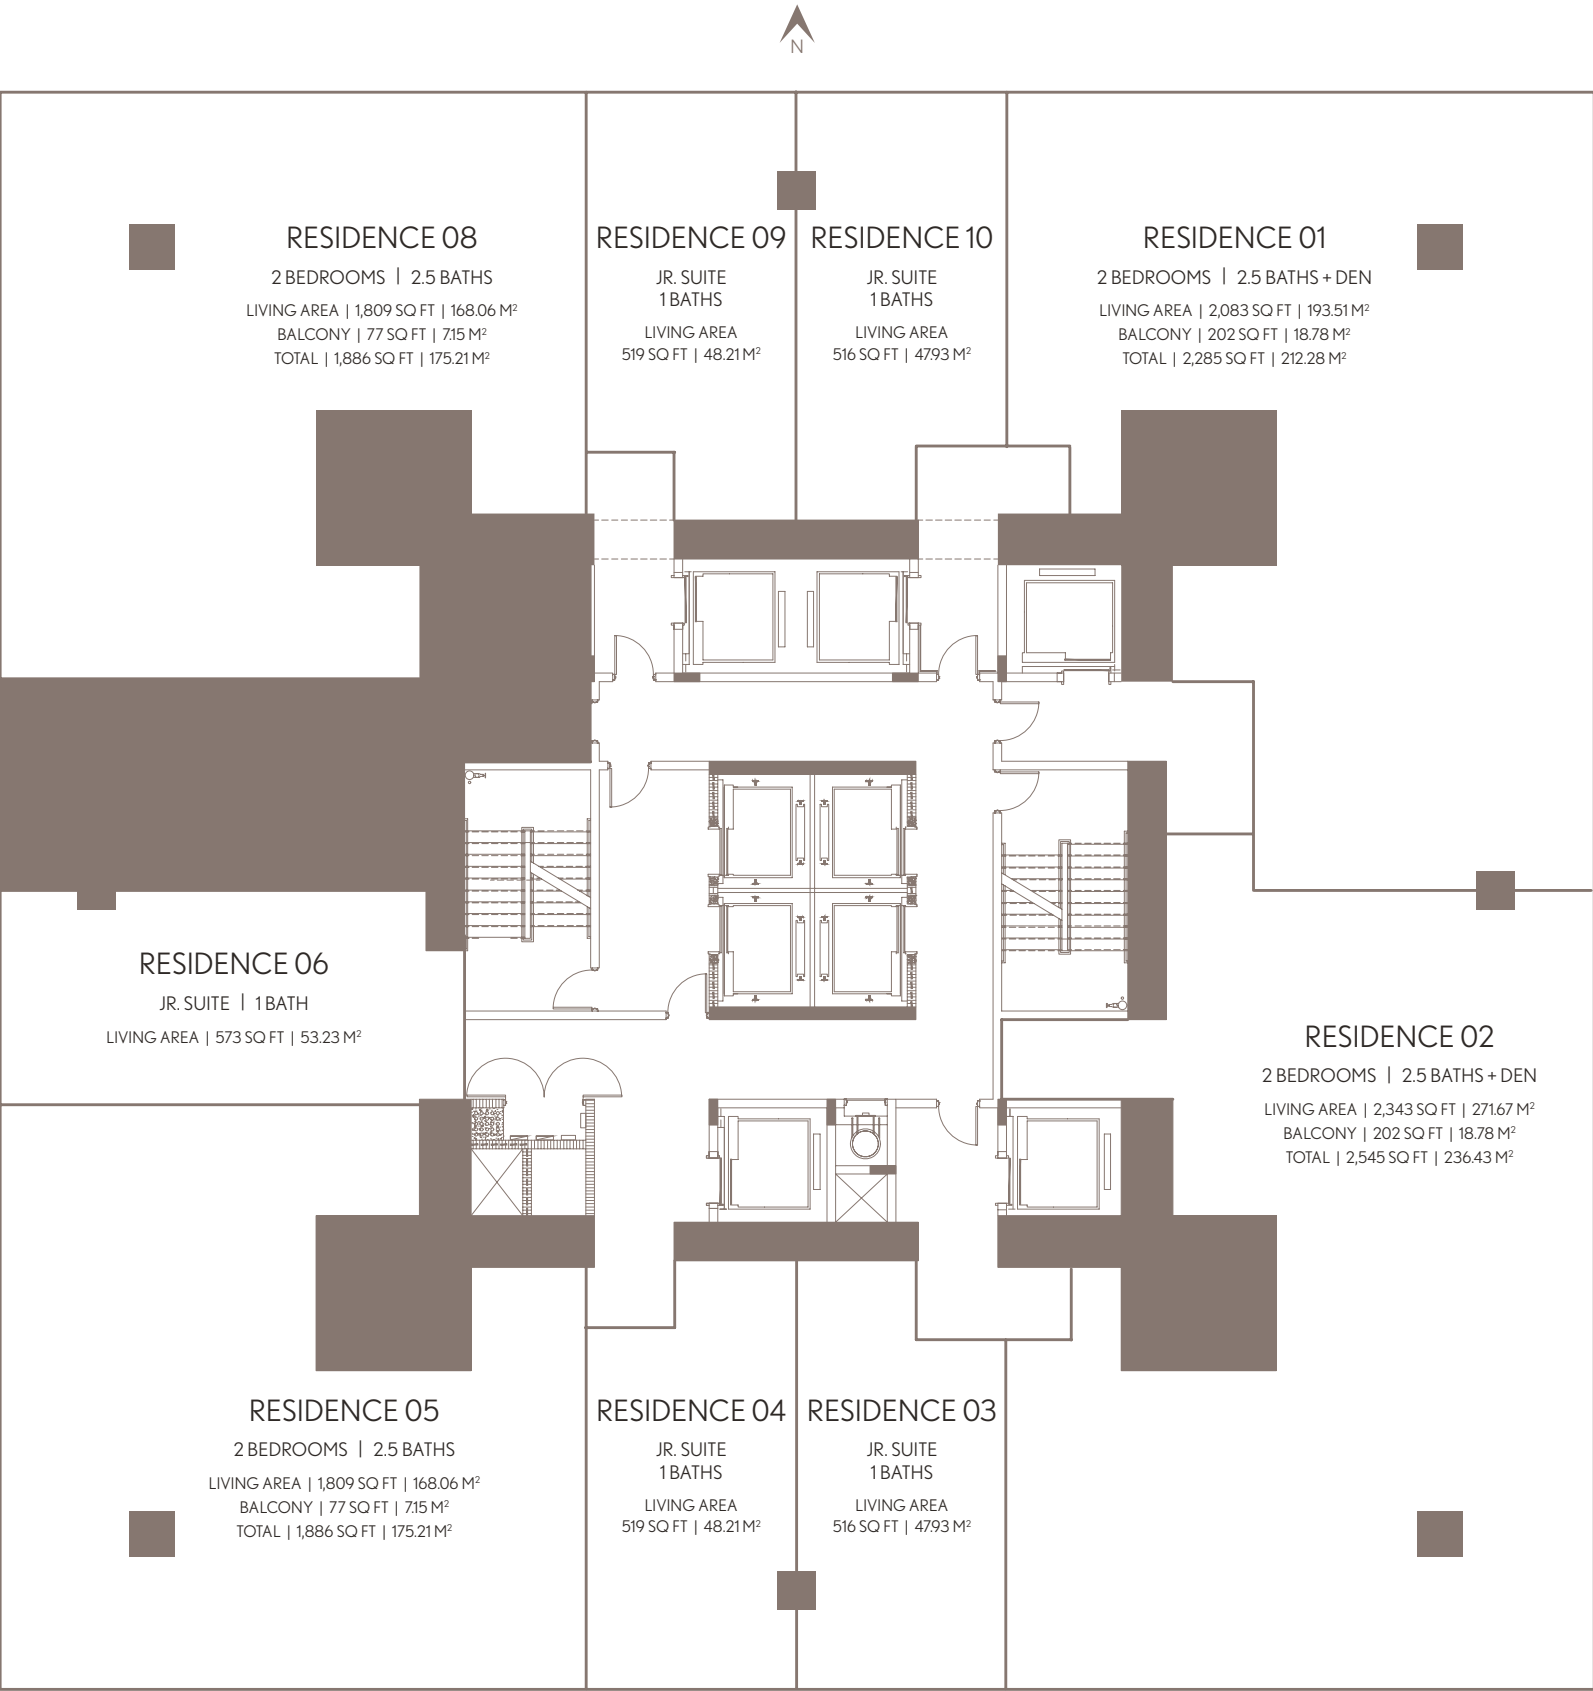 N
RESIDENCE 08
2 BEDROOMS | 2.5 BATHS
LIVING AREA | 1,809 SQ FT | 168.06 M²
BALCONY | 77 SQ FT | 7.15 M²
TOTAL | 1,886 SQ FT | 175.21 M²
RESIDENCE 09
JR. SUITE
1 BATHS
LIVING AREA
519 SQ FT | 48.21 M²
RESIDENCE 10
JR. SUITE
1 BATHS
LIVING AREA
516 SQ FT | 47.93 M²
RESIDENCE 01
2 BEDROOMS | 2.5 BATHS + DEN
LIVING AREA | 2,083 SQ FT | 193.51 M²
BALCONY | 202 SQ FT | 18.78 M²
TOTAL | 2,285 SQ FT | 212.28 M²
RESIDENCE 06
JR. SUITE | 1 BATH
LIVING AREA | 573 SQ FT | 53.23 M²
RESIDENCE 02
2 BEDROOMS | 2.5 BATHS + DEN
LIVING AREA | 2,343 SQ FT | 271.67 M²
BALCONY | 202 SQ FT | 18.78 M²
TOTAL | 2,545 SQ FT | 236.43 M²
RESIDENCE 05
2 BEDROOMS | 2.5 BATHS
LIVING AREA | 1,809 SQ FT | 168.06 M²
BALCONY | 77 SQ FT | 7.15 M²
TOTAL | 1,886 SQ FT | 175.21 M²
RESIDENCE 04
JR. SUITE
1 BATHS
LIVING AREA
519 SQ FT | 48.21 M²
RESIDENCE 03
JR. SUITE
1 BATHS
LIVING AREA
516 SQ FT | 47.93 M²